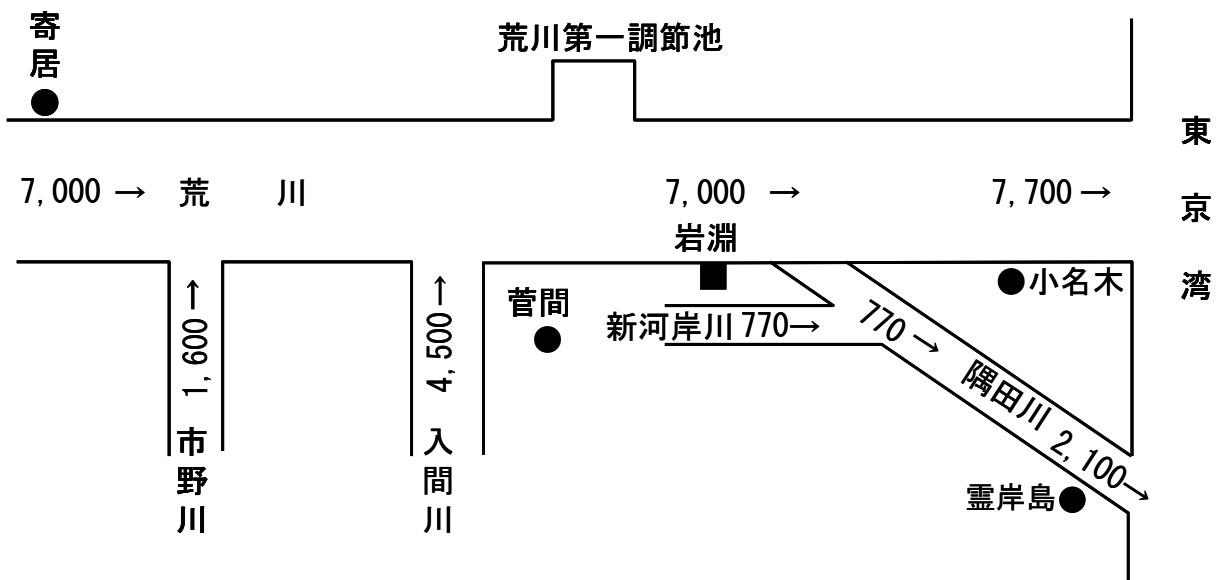 寄居
荒川第一調節池
東京湾
7,000 → 荒川
7,000 →
7,700 →
岩淵
小名木
菅間
新河岸川 770→
770 →
隅田川 2,100→
1,600→
市野川
4,500→
入間川
霊岸島